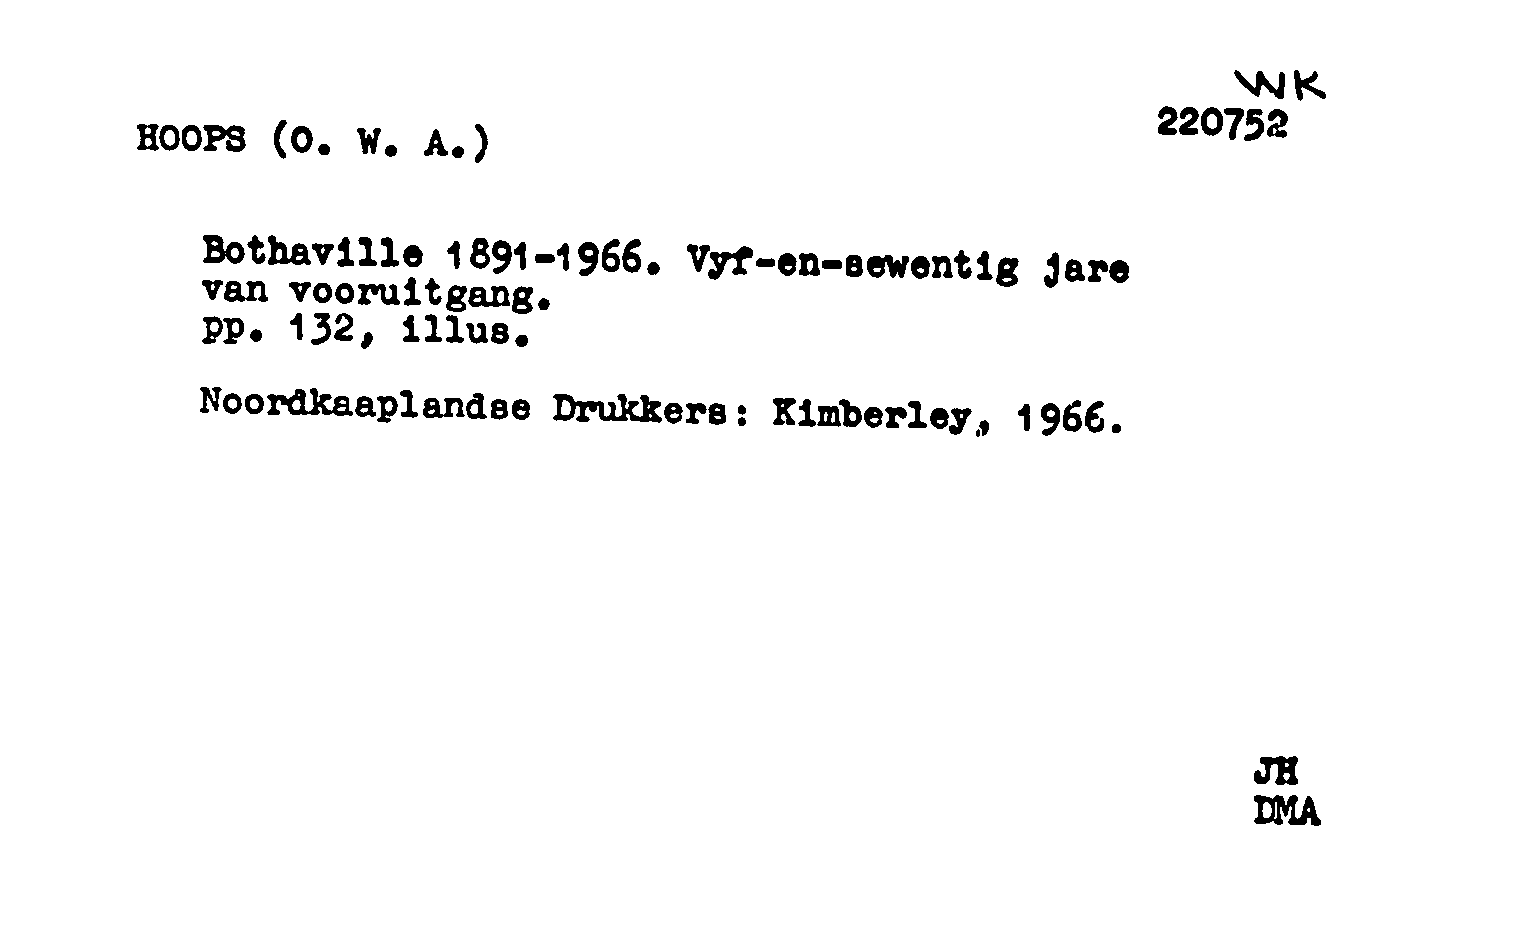 WK
220752
HOOPS (O. W. A.)
Bothaville 1891-1966. Vyf-en-sewentig jare
van vooruitgang.
pp. 132, illus.
Noordkaaplandse Drukkers: Kimberley, 1966.
JH
DMA